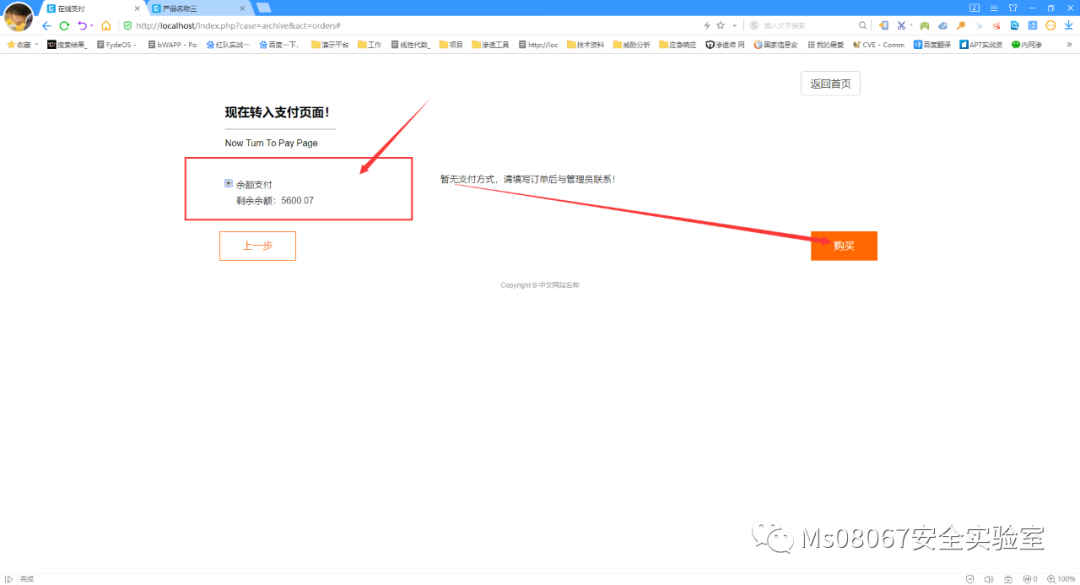 在线支付
产品名称三
http://localhost/index.php?case=archive&act=orders#
输入文字搜索
收藏
搜索结果_
FydeOS -
bWAPP - Po
红队实战一
百度一下,
演示平台
工作
线性代数_
项目
渗透工具
http://loc
技术资料
威胁分析
应急响应
渗透师 网
国家信息安
我的最爱
CVE - Comm
百度翻译
APT实战资
内网渗
»
返回首页
现在转入支付页面!
Now Turn To Pay Page
余额支付
剩余余额: 5600.07
暂无支付方式, 请填写订单后与管理员联系!
上一步
购买
Copyright © 中文网站名称
Ms08067安全实验室
完成
0
100%